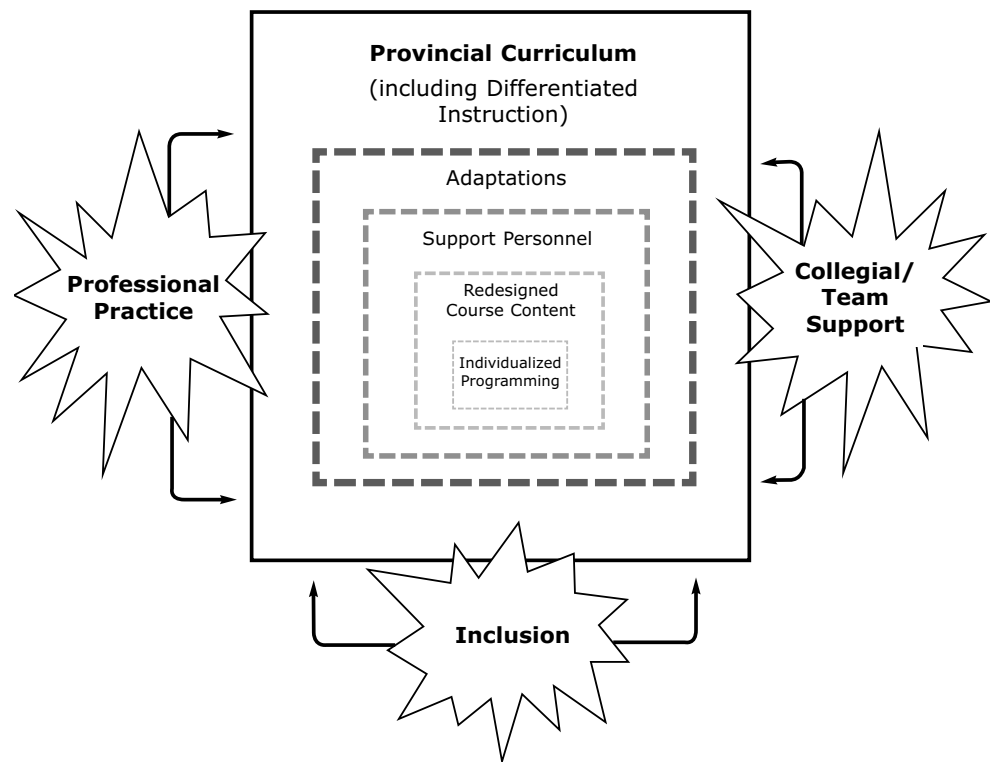 Provincial Curriculum
(including Differentiated
Instruction)
Adaptations
Support Personnel
Redesigned
Course Content
Individualized
Programming
Professional
Practice
Collegial/
Team
Support
Inclusion